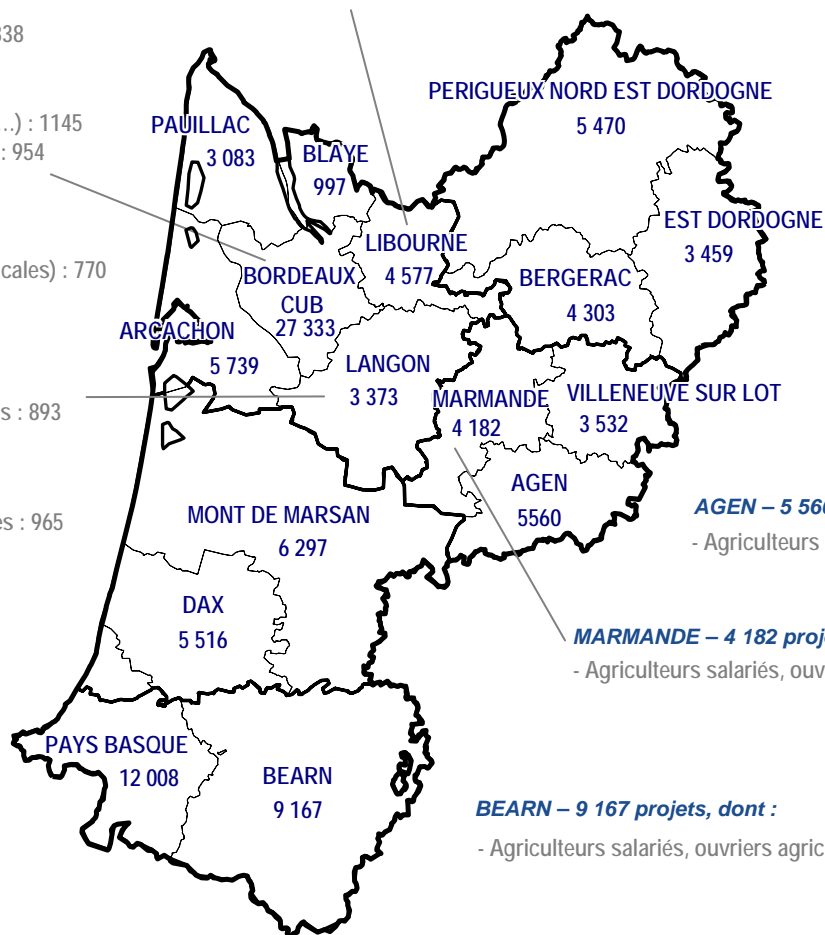 838
PERIGUEUX NORD EST DORDOGNE
5 470
...) : 1145
: 954
PAUILLAC
3 083
BLAYE
997
EST DORDOGNE
3 459
LIBOURNE
4 577
cales) : 770
BORDEAUX
CUB
27 333
BERGERAC
4 303
ARCACHON
5 739
LANGON
3 373
s : 893
MARMANDE
4 182
VILLENEUVE SUR LOT
3 532
AGEN
5560
AGEN – 5 560
- Agriculteurs
es : 965
MONT DE MARSAN
6 297
DAX
5 516
MARMANDE – 4 182 proje
- Agriculteurs salariés, ouv
PAYS BASQUE
12 008
BEARN
9 167
BEARN – 9 167 projets, dont :
- Agriculteurs salariés, ouvriers agric